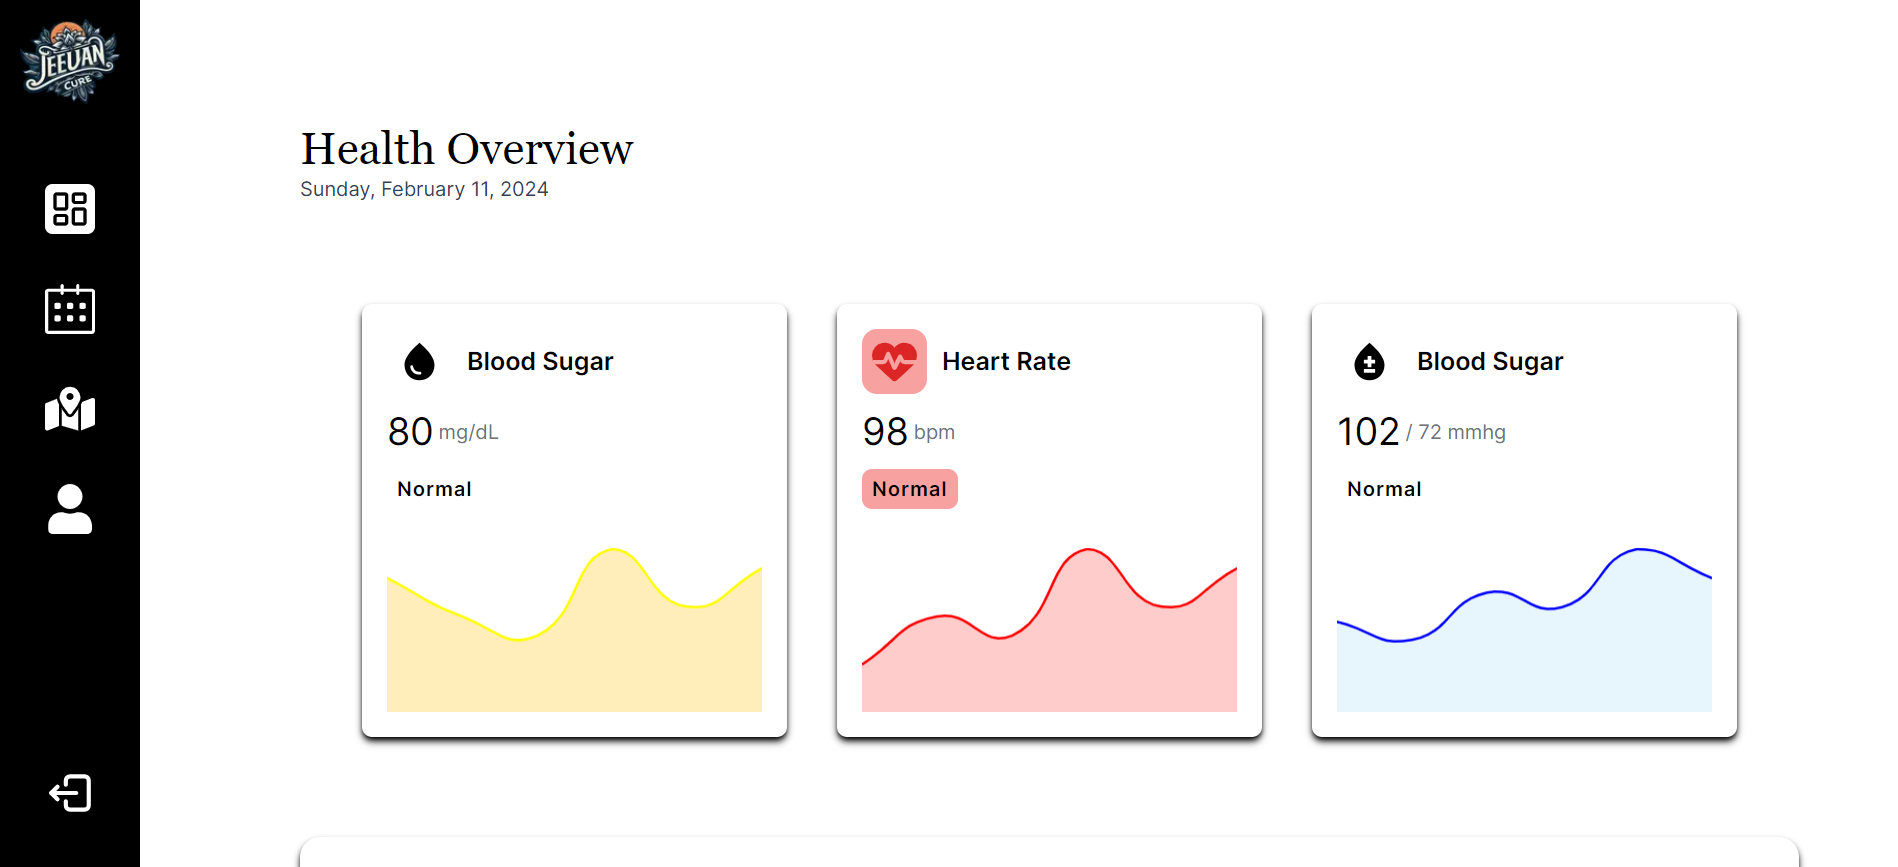 JEEVAN
CURE
Health Overview
Sunday, February 11, 2024
Blood Sugar
80 mg/dL
Normal
Heart Rate
98 bpm
Normal
Blood Sugar
102 / 72 mmhg
Normal